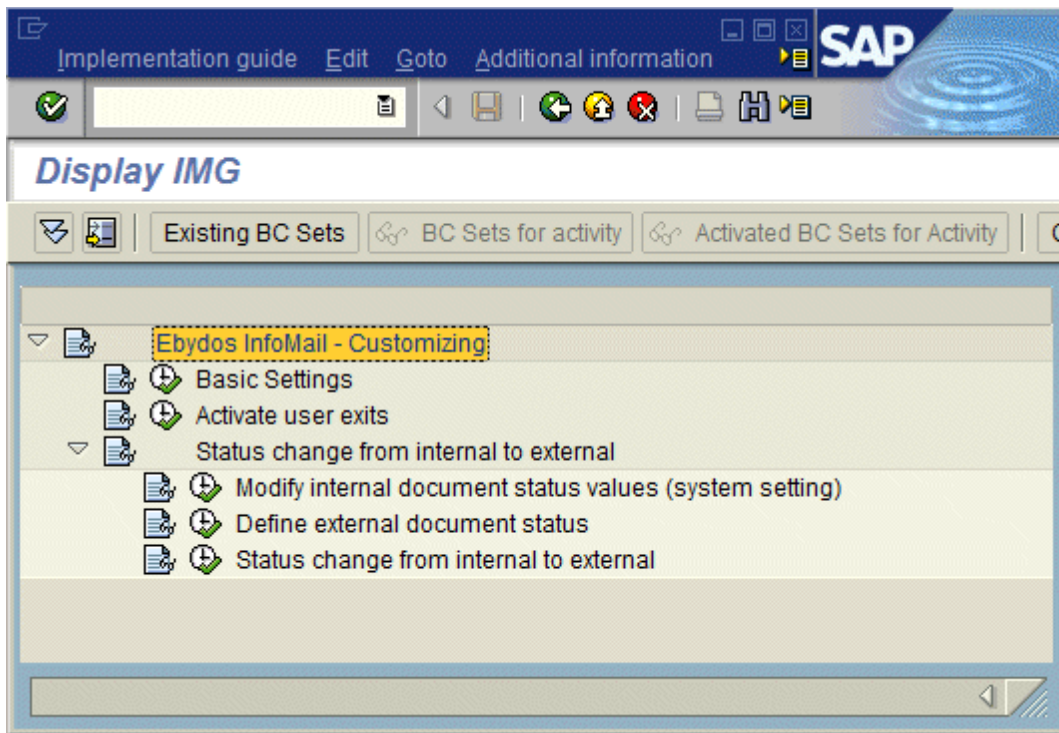 Implementation guide Edit Goto Additional information
SAP
Display IMG
Existing BC Sets BC Sets for activity Activated BC Sets for Activity
Ebydos InfoMail - Customizing
Basic Settings
Activate user exits
Status change from internal to external
Modify internal document status values (system setting)
Define external document status
Status change from internal to external